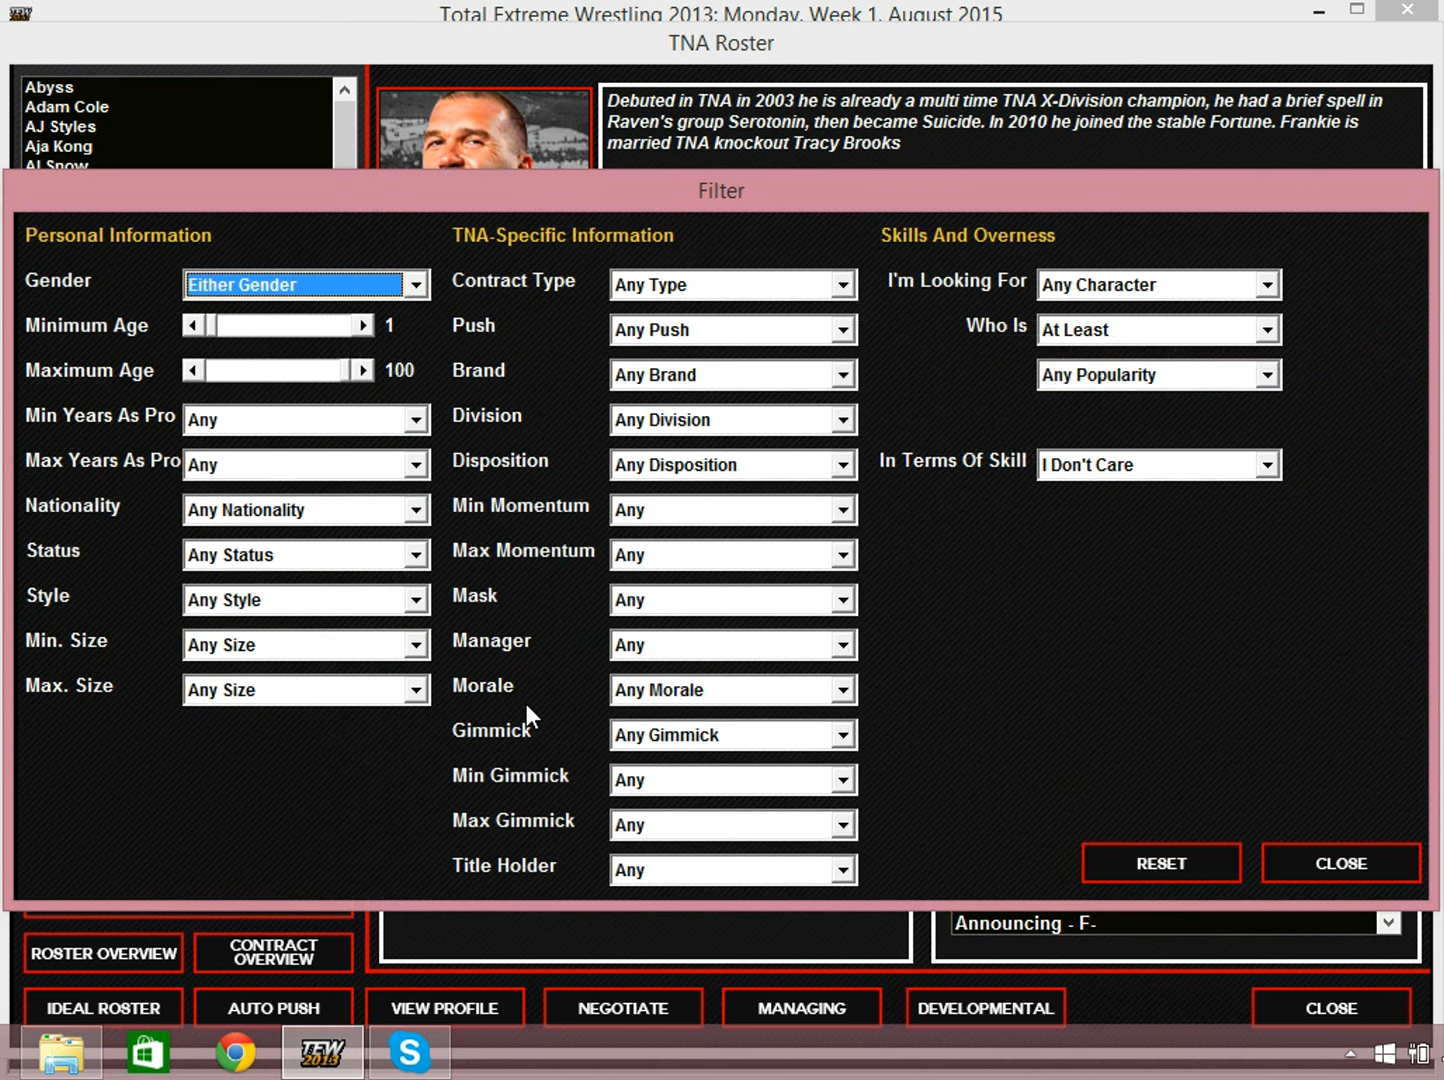 Total Extreme Wrestling 2013: Monday, Week 1, August 2015
TNA Roster
Abyss
Adam Cole
AJ Styles
Aja Kong
Al Snow
Debuted in TNA in 2003 he is already a multi time TNA X-Division champion, he had a brief spell in
Raven's group Serotonin, then became Suicide. In 2010 he joined the stable Fortune. Frankie is
married TNA knockout Tracy Brooks
Filter
Personal Information
Gender Either Gender
Minimum Age 1
Maximum Age 100
Min Years As Pro Any
Max Years As Pro Any
Nationality Any Nationality
Status Any Status
Style Any Style
Min. Size Any Size
Max. Size Any Size
TNA-Specific Information
Contract Type Any Type
Push Any Push
Brand Any Brand
Division Any Division
Disposition Any Disposition
Min Momentum Any
Max Momentum Any
Mask Any
Manager Any
Morale Any Morale
Gimmick Any Gimmick
Min Gimmick Any
Max Gimmick Any
Title Holder Any
Skills And Overness
I'm Looking For Any Character
Who Is At Least
Any Popularity
In Terms Of Skill I Don't Care
RESET CLOSE
Announcing - F-
ROSTER OVERVIEW
CONTRACT
OVERVIEW
IDEAL ROSTER AUTO PUSH VIEW PROFILE NEGOTIATE MANAGING DEVELOPMENTAL CLOSE
TEW
2013
S